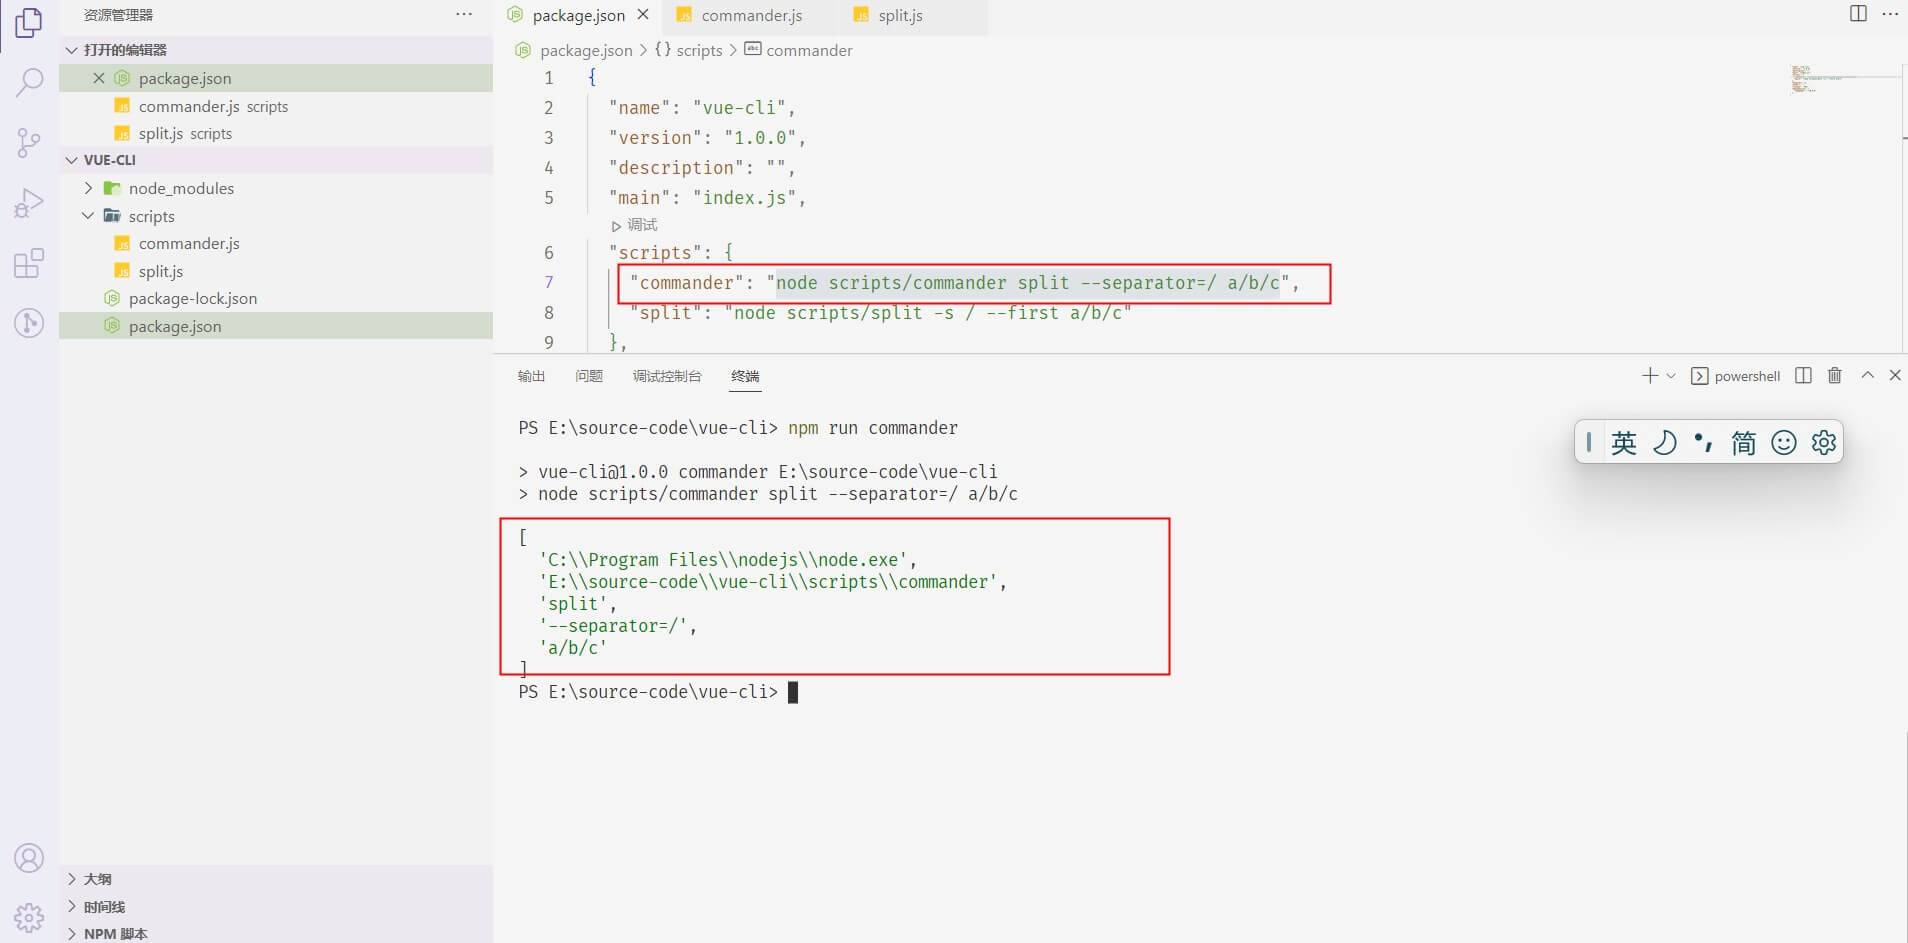 资源管理器
打开的编辑器
package.json
commander.js scripts
split.js scripts
VUE-CLI
node_modules
scripts
commander.js
split.js
package-lock.json
package.json
大纲
时间线
NPM 脚本
package.json
commander.js
split.js
package.json > {} scripts > abc commander
1 {
2 "name": "vue-cli",
3 "version": "1.0.0",
4 "description": "",
5 "main": "index.js",
调试
6 "scripts": {
7 "commander": "node scripts/commander split --separator=/ a/b/c",
8 "split": "node scripts/split -s / --first a/b/c"
9 },
输出 问题 调试控制台 终端
powershell
PS E:\source-code\vue-cli> npm run commander
> vue-cli@1.0.0 commander E:\source-code\vue-cli
> node scripts/commander split --separator=/ a/b/c
[
'C:\\Program Files\\nodejs\\node.exe',
'E:\\source-code\\vue-cli\\scripts\\commander',
'split',
'--separator=/',
'a/b/c'
]
PS E:\source-code\vue-cli>
英 简